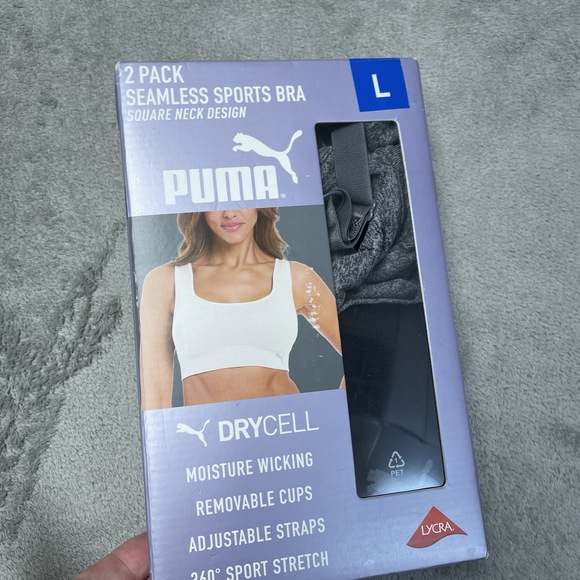 2 PACK
SEAMLESS SPORTS BRA
SQUARE NECK DESIGN
L
PUMA®
DRYCELL
MOISTURE WICKING
REMOVABLE CUPS
ADJUSTABLE STRAPS
360° SPORT STRETCH
1
PET
LYCRA